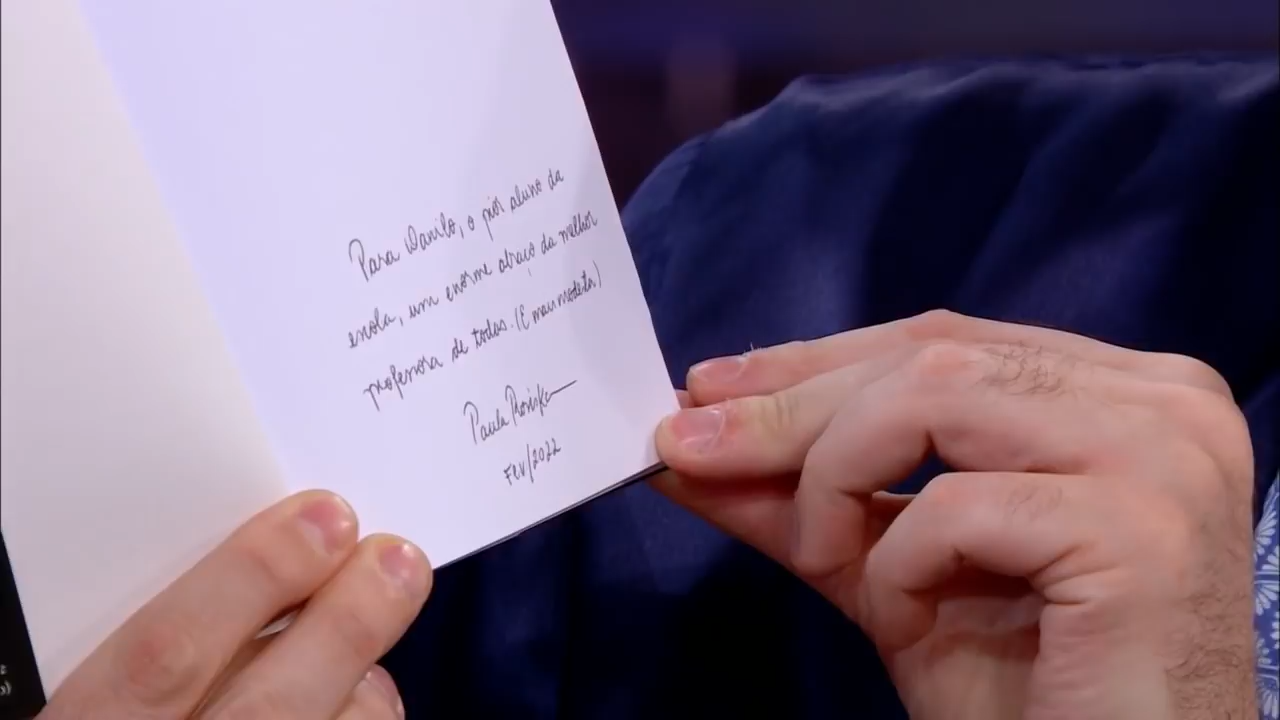 Para Danilo, o pior aluno da
escola, um enorme abraço da melhor
professora de todas. (E mais modesta)
Paula
Fev/2022